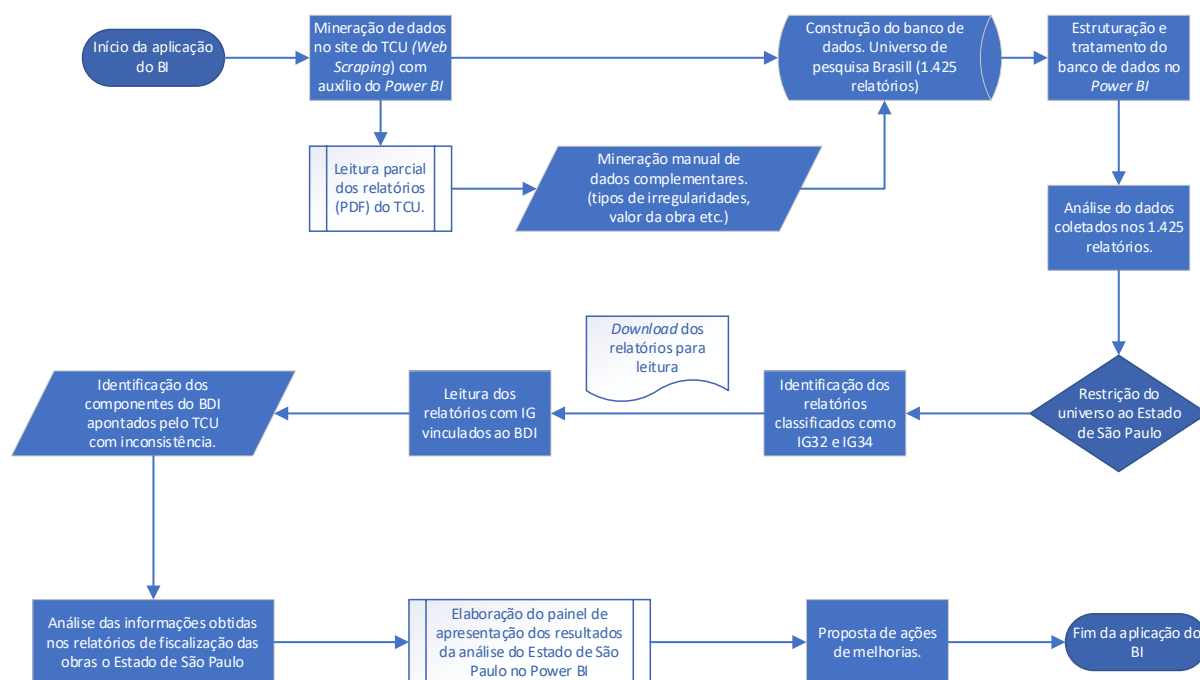 Início da aplicação
do BI
Mineração de dados
no site do TCU (Web
Scraping) com
auxílio do Power BI
Construção do banco de
dados. Universo de
pesquisa Brasill (1.425
relatórios)
Estruturação e
tratamento do
banco de dados no
Power BI
Leitura parcial
dos relatórios
(PDF) do TCU.
Mineração manual de
dados complementares.
(tipos de irregularidades,
valor da obra etc.)
Análise do dados
coletados nos 1.425
relatórios.
Restrição do
universo ao Estado
de São Paulo
Identificação dos
relatórios
classificados como
IG32 e IG34
Download dos
relatórios para
leitura
Leitura dos
relatórios com IG
vinculados ao BDI
Identificação dos
componentes do BDI
apontados pelo TCU
com inconsistência.
Análise das informações obtidas
nos relatórios de fiscalização das
obras o Estado de São Paulo
Elaboração do painel de
apresentação dos resultados
da análise do Estado de São
Paulo no Power BI
Proposta de ações
de melhorias.
Fim da aplicação do
BI